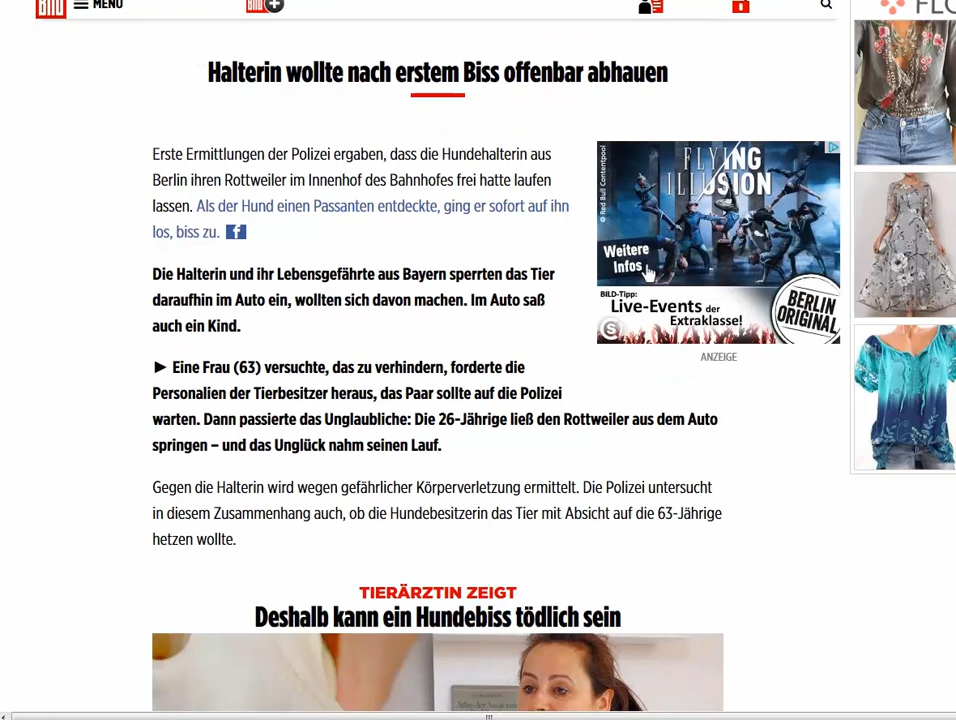 BILD
MENÜ
BILD
FLO
Halterin wollte nach erstem Biss offenbar abhauen
Erste Ermittlungen der Polizei ergaben, dass die Hundehalterin aus
Berlin ihren Rottweiler im Innenhof des Bahnhofes frei hatte laufen
lassen. Als der Hund einen Passanten entdeckte, ging er sofort auf ihn
los, biss zu.
Die Halterin und ihr Lebensgefährte aus Bayern sperrten das Tier
daraufhin im Auto ein, wollten sich davon machen. Im Auto saß
auch ein Kind.
► Eine Frau (63) versuchte, das zu verhindern, forderte die
Personalien der Tierbesitzer heraus, das Paar sollte auf die Polizei
warten. Dann passierte das Unglaubliche: Die 26-Jährige ließ den Rottweiler aus dem Auto
springen – und das Unglück nahm seinen Lauf.
Gegen die Halterin wird wegen gefährlicher Körperverletzung ermittelt. Die Polizei untersucht
in diesem Zusammenhang auch, ob die Hundebesitzerin das Tier mit Absicht auf die 63-Jährige
hetzen wollte.
© Red Bull Contentpool
FLYING
ILLUSION
Weitere
Infos
BILD-Tipp:
Live-Events der
Extraklasse!
BERLIN
ORIGINAL
ANZEIGE
TIERÄRZTIN ZEIGT
Deshalb kann ein Hundebiss tödlich sein